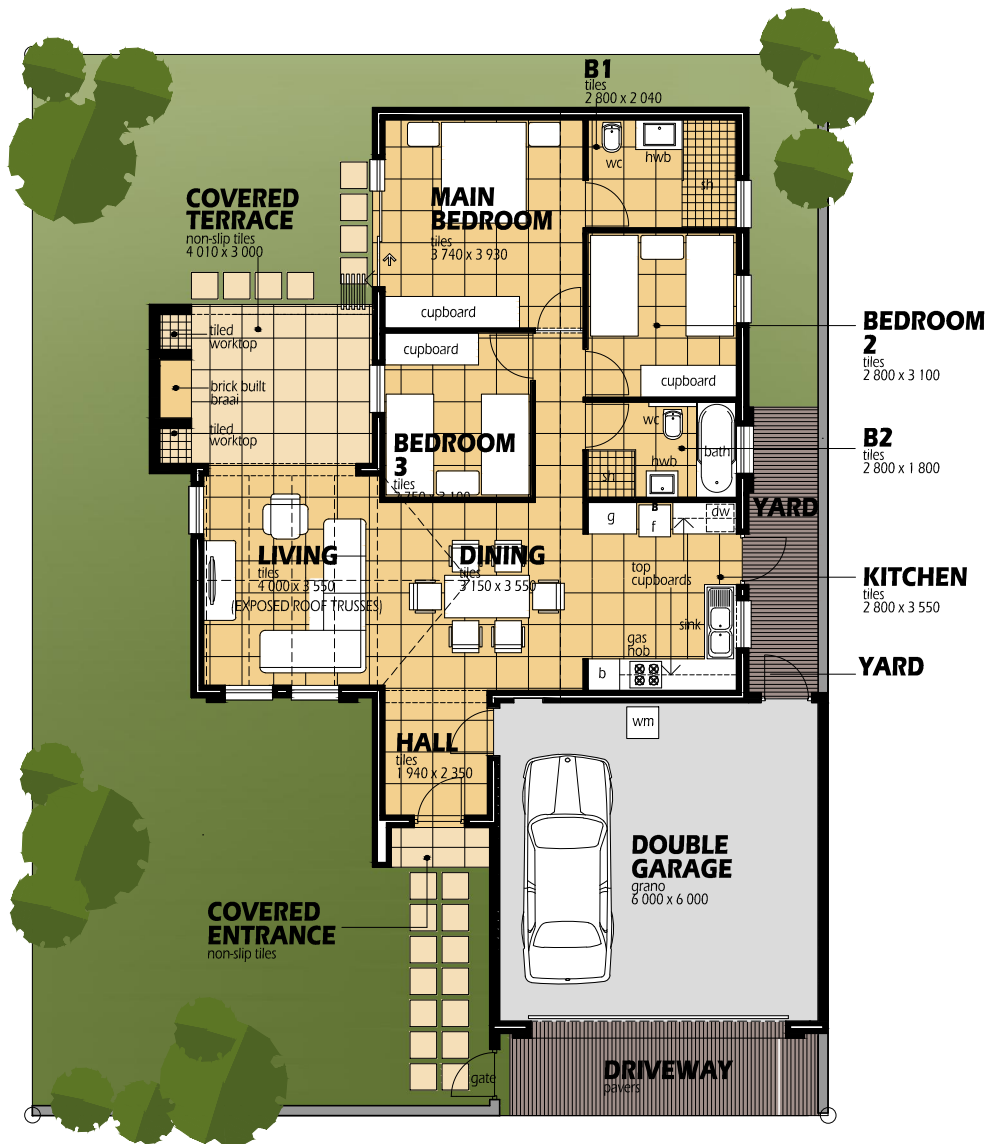 B1
tiles
2 800 x 2 040
wc
hwb
sh
COVERED
TERRACE
non-slip tiles
4 010 x 3 000
MAIN
BEDROOM
tiles
3 740 x 3 930
cupboard
tiled
worktop
cupboard
BEDROOM
2
tiles
2 800 x 3 100
brick built
braai
cupboard
tiled
worktop
BEDROOM
3
tiles
2 750 x 3 100
wc
bath
hwb
sh
B2
tiles
2 800 x 1 800
YARD
g
B
f
dw
LIVING
tiles
4 000 x 3 550
(EXPOSED ROOF TRUSSES)
DINING
tiles
3 150 x 3 550
top
cupboards
KITCHEN
tiles
2 800 x 3 550
sink
gas
hob
b
YARD
wm
HALL
tiles
1 940 x 2 350
DOUBLE
GARAGE
grano
6 000 x 6 000
COVERED
ENTRANCE
non-slip tiles
gate
DRIVEWAY
pavers